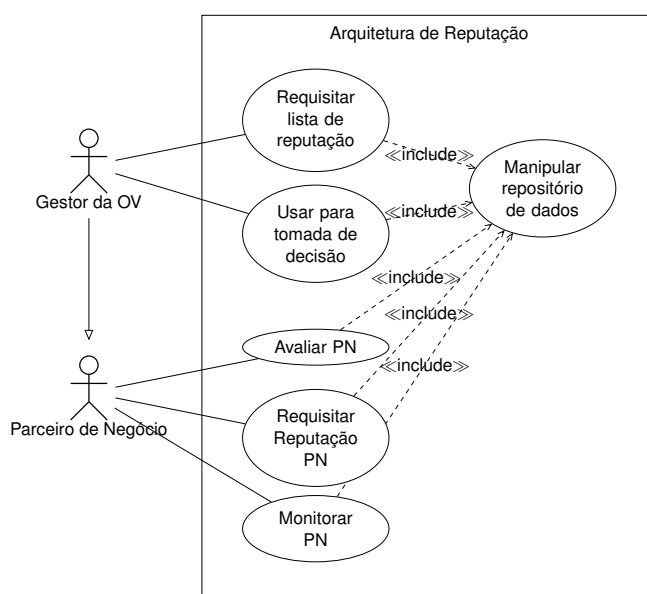 Arquitetura de Reputação
Requisitar
lista de
reputação
≪include≫
Manipular
repositório
de dados
Gestor da OV
Usar para
tomada de
decisão
≪include≫
≪include≫
≪include≫
Avaliar PN
≪include≫
Parceiro de Negócio
Requisitar
Reputação
PN
Monitorar
PN